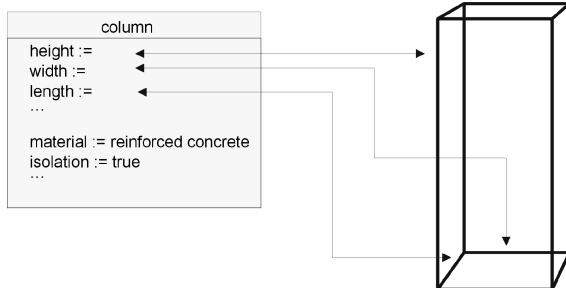 column
height :=
width :=
length :=
...
material := reinforced concrete
isolation := true
...